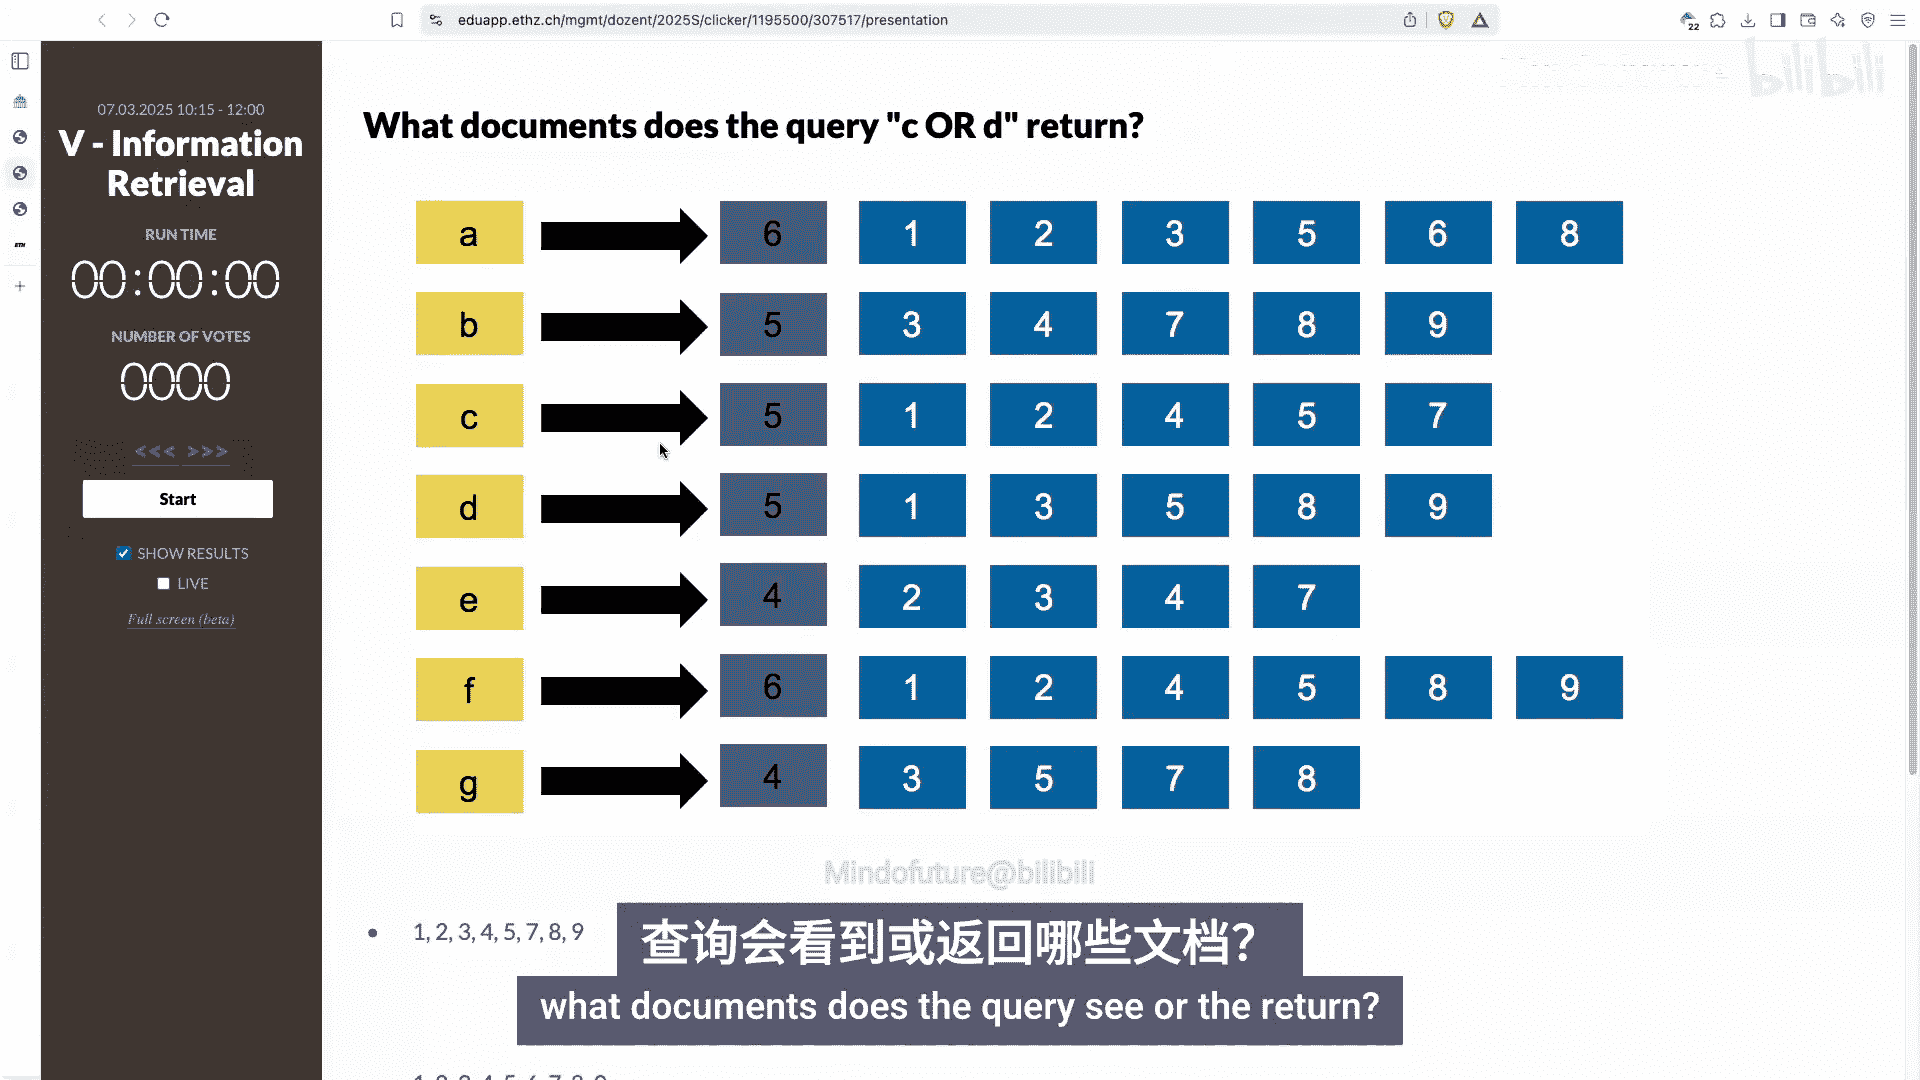 eduapp.ethz.ch/mgmt/dozent/2025S/clicker/1195500/307517/presentation
22
bilibili
07.03.2025 10:15 - 12:00
V - Information
Retrieval
RUN TIME
00:00:00
NUMBER OF VOTES
0000
<<< >>>
Start
SHOW RESULTS
LIVE
Full screen (beta)
What documents does the query "c OR d" return?
a 6 1 2 3 5 6 8
b 5 3 4 7 8 9
c 5 1 2 4 5 7
d 5 1 3 5 8 9
e 4 2 3 4 7
f 6 1 2 4 5 8 9
g 4 3 5 7 8
Mindofuture@bilibili
1, 2, 3, 4, 5, 7, 8, 9
查询会看到或返回哪些文档?
what documents does the query see or the return?